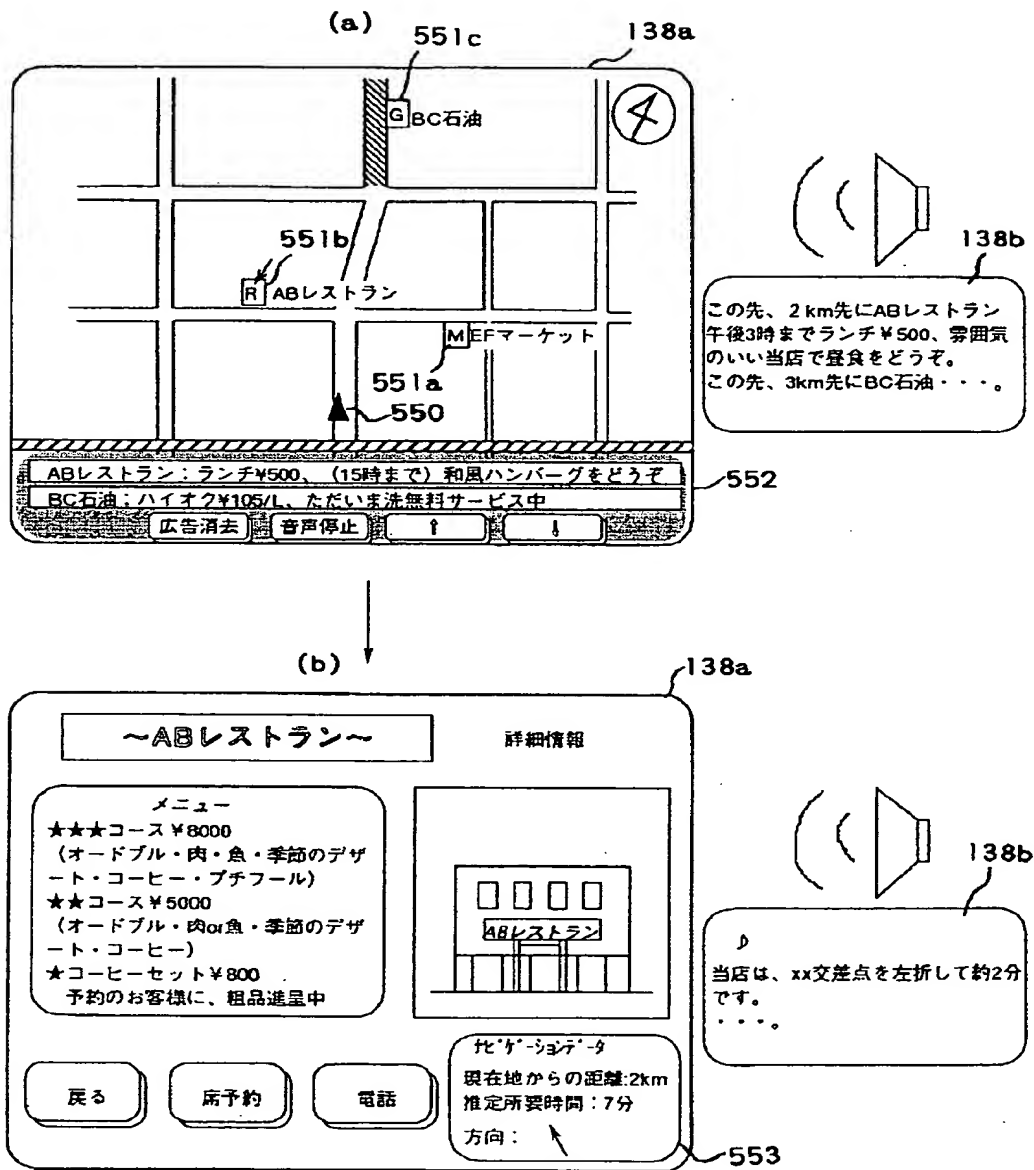 (a)
551c
138a
G BC石油
4
551b
R ABレストラン
M EFマーケット
551a
550
138b
この先、2km先にABレストラン
午後3時までランチ¥500、雰囲気
のいい当店で昼食をどうぞ。
この先、3km先にBC石油・・・。
ABレストラン：ランチ¥500、(15時まで) 和風ハンバーグをどうぞ
BC石油：ハイオク¥105/L、ただいま洗無料サービス中
552
広告消去 音声停止 ↑ ↓
(b)
138a
〜ABレストラン〜 詳細情報
メニュー
★★★コース¥8000
(オードブル・肉・魚・季節のデザ
ート・コーヒー・プチフール)
★★コース¥5000
(オードブル・肉or魚・季節のデザ
ート・コーヒー)
★コーヒーセット¥800
予約のお客様に、粗品進呈中
ABレストラン
138b
♪
当店は、xx交差点を左折して約2分
です。
・・・。
戻る 席予約 電話
ﾅﾋﾞｹﾞｰｼｮﾝﾃﾞｰﾀ
現在地からの距離:2km
推定所要時間：7分
方向：
553